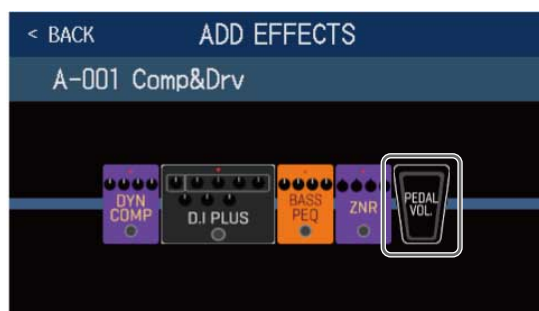 < BACK ADD EFFECTS
A-001 Comp&Drv
DYN
COMP
D.I PLUS
BASS
PEQ
ZNR
PEDAL
VOL.